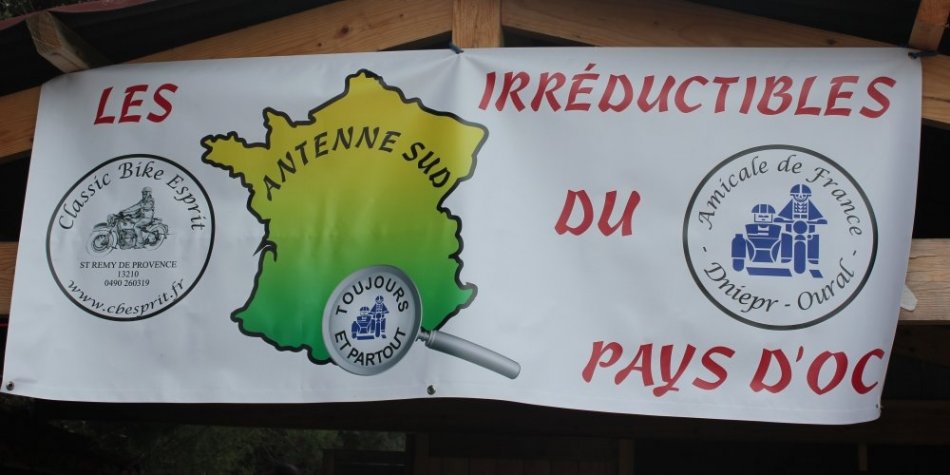 LES IRRÉDUCTIBLES
DU
PAYS D'OC
Classic Bike Esprit
ST REMY DE PROVENCE
13210
0490 260319
www.cbesprit.fr
ANTENNE SUD
TOUJOURS
ET PARTOUT
Amicale de France
- Dniepr - Oural -